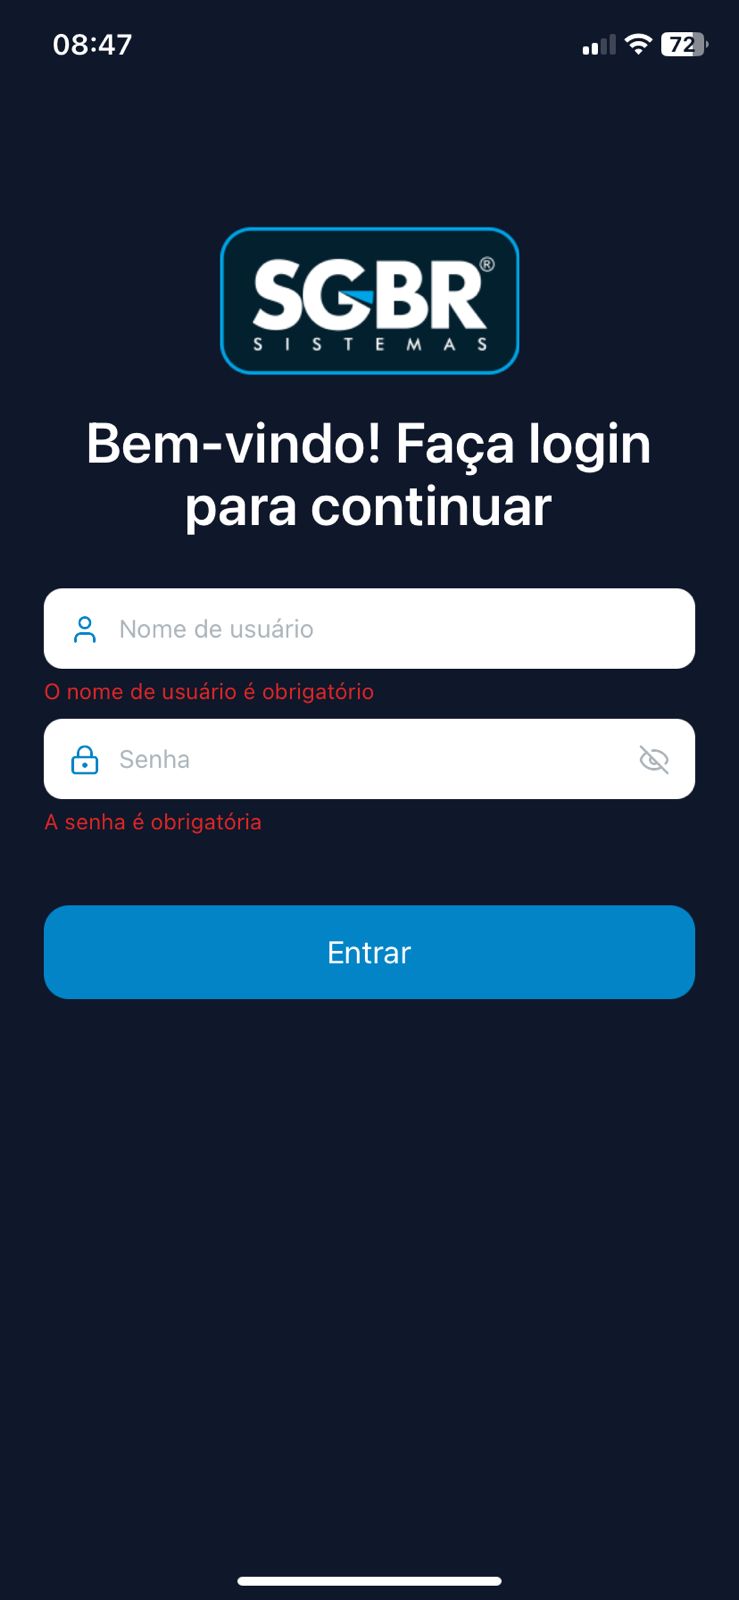 08:47
72
SGBR®
SISTEMAS
Bem-vindo! Faça login
para continuar
Nome de usuário
O nome de usuário é obrigatório
Senha
A senha é obrigatória
Entrar